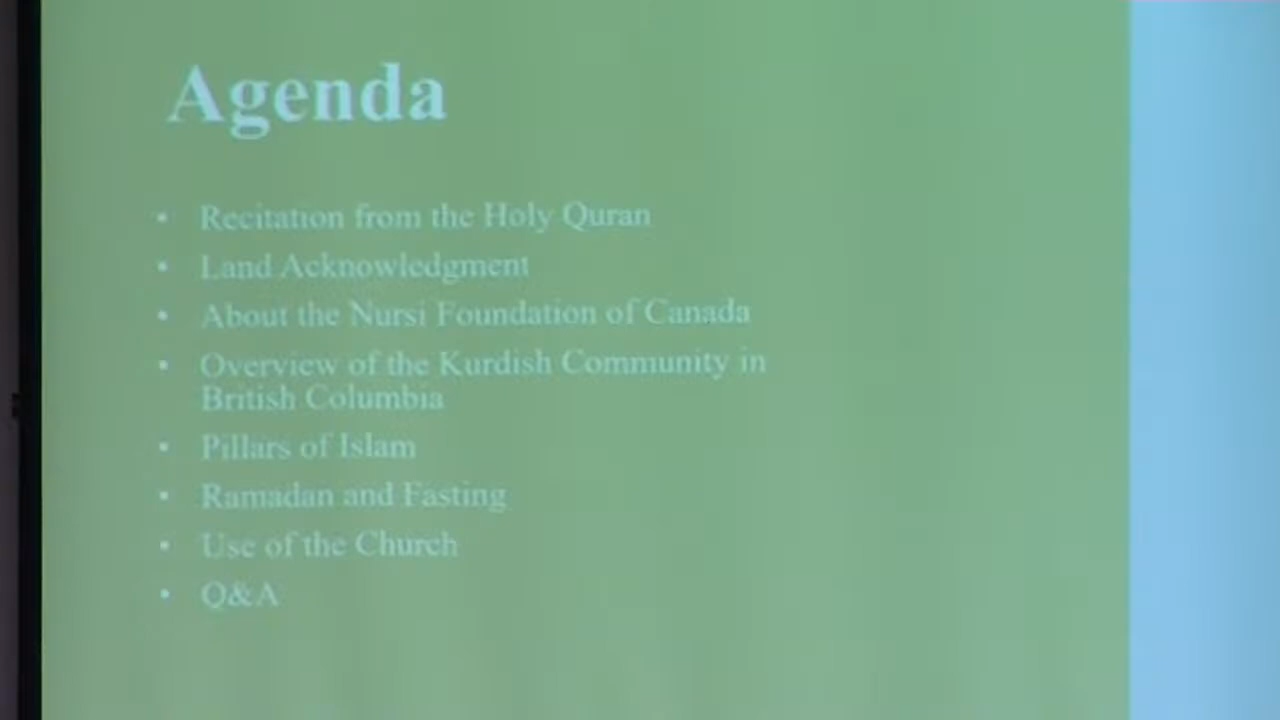 Agenda
• Recitation from the Holy Quran
• Land Acknowledgment
• About the Nursi Foundation of Canada
• Overview of the Kurdish Community in
British Columbia
• Pillars of Islam
• Ramadan and Fasting
• Use of the Church
• Q&A